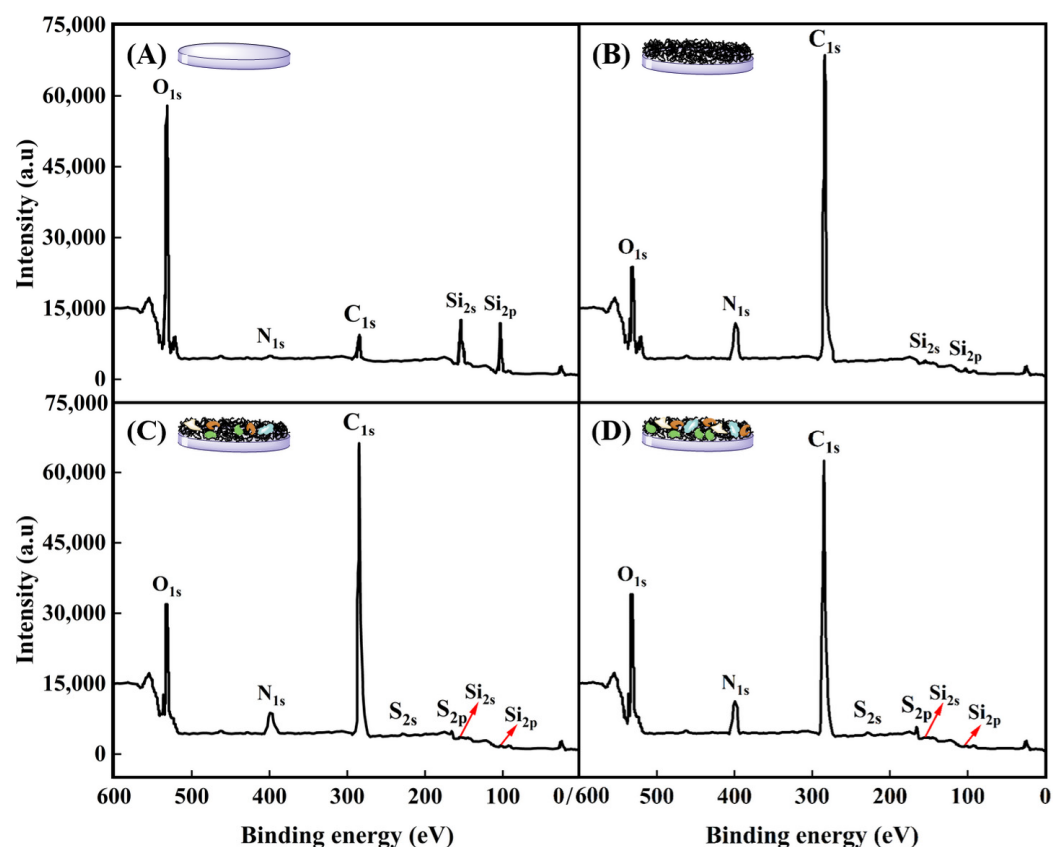 75,000
60,000
45,000
30,000
15,000
0
Intensity (a.u)
(A)
O1s
N1s
C1s
Si2s
Si2p
(B)
O1s
N1s
C1s
Si2s
Si2p
75,000
60,000
45,000
30,000
15,000
0
Intensity (a.u)
(C)
O1s
N1s
C1s
S2s
S2p
Si2s
Si2p
(D)
O1s
N1s
C1s
S2s
S2p
Si2s
Si2p
600 500 400 300 200 100 0/600 500 400 300 200 100 0
Binding energy (eV) Binding energy (eV)